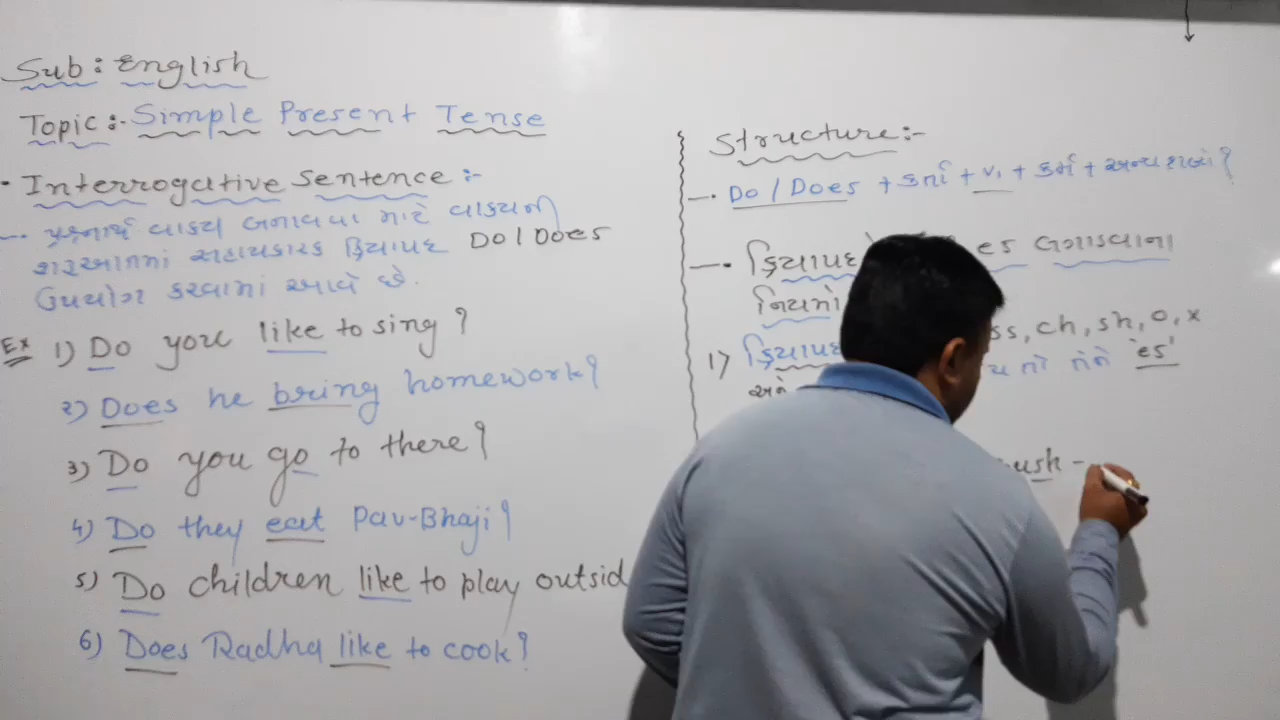 Sub: English
Topic:- Simple Present Tense
• Interrogative Sentence :-
→ પ્રશ્નાર્થ વાક્ય બનાવવા માટે વાક્યની
શરૂઆતમાં સહાયકારક ક્રિયાપદ DO/Does
ઉપયોગ કરવામાં આવે છે.
Ex 1) Do you like to sing?
2) Does he bring homework?
3) Do you go to there?
4) Do they eat Pav-Bhaji?
5) Do children like to play outsid
6) Does Radha like to cook?
Structure:-
→ Do/Does + કર્તા + V₁ + કર્મ + અન્ય શબ્દો?
→ ક્રિયાપદ es લગાડવાના
નિયમો
1) ક્રિયાપદ ss, ch, sh, o, x
અને તો તેને 'es'
ush -